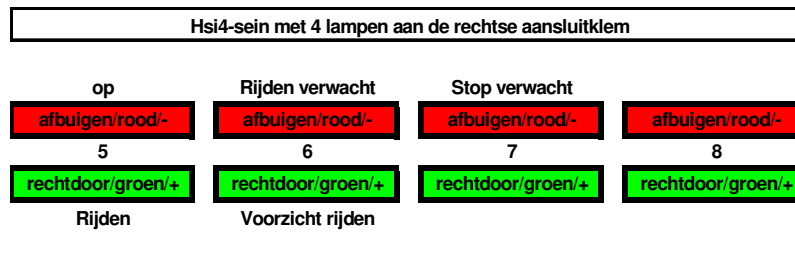 Hsi4-sein met 4 lampen aan de rechtse aansluitklem
op Rijden verwacht Stop verwacht
afbuigen/rood/- afbuigen/rood/- afbuigen/rood/- afbuigen/rood/-
5 6 7 8
rechtdoor/groen/+ rechtdoor/groen/+ rechtdoor/groen/+ rechtdoor/groen/+
Rijden Voorzicht rijden